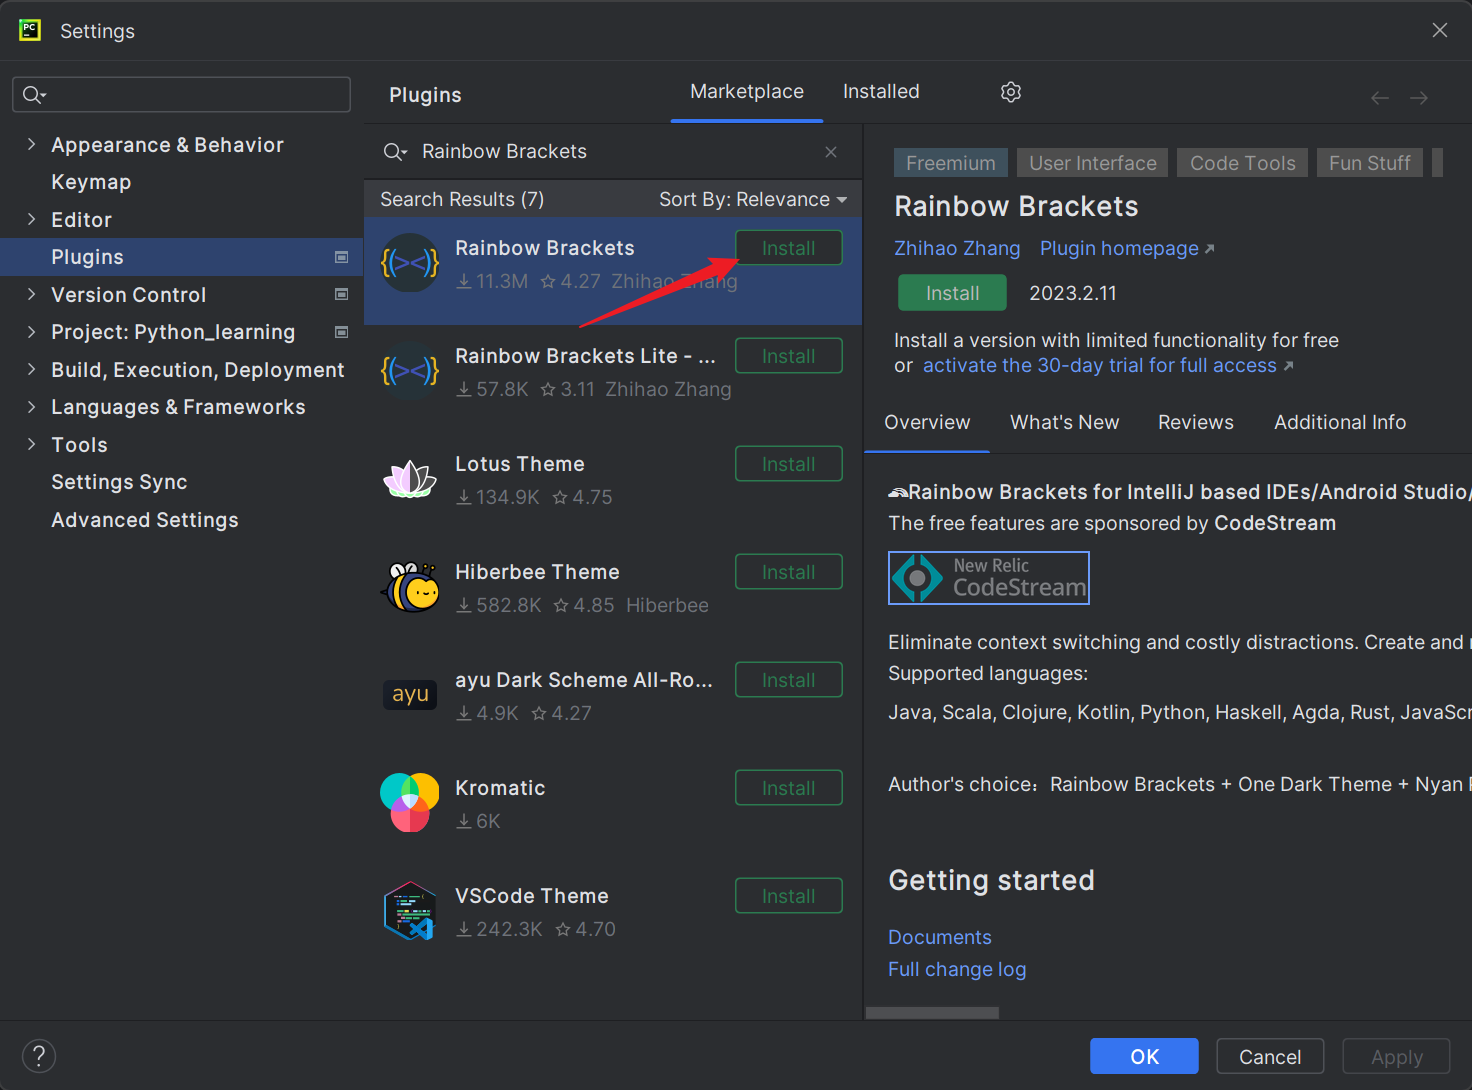 PC
Settings
Appearance & Behavior
Keymap
Editor
Plugins
Version Control
Project: Python_learning
Build, Execution, Deployment
Languages & Frameworks
Tools
Settings Sync
Advanced Settings
Plugins
Marketplace
Installed
Rainbow Brackets
Search Results (7)
Sort By: Relevance
Rainbow Brackets
Install
11.3M 4.27 Zhihao Zhang
Rainbow Brackets Lite - ...
Install
57.8K 3.11 Zhihao Zhang
Lotus Theme
Install
134.9K 4.75
Hiberbee Theme
Install
582.8K 4.85 Hiberbee
ayu
ayu Dark Scheme All-Ro...
Install
4.9K 4.27
Kromatic
Install
6K
VSCode Theme
Install
242.3K 4.70
Freemium User Interface Code Tools Fun Stuff
Rainbow Brackets
Zhihao Zhang Plugin homepage
Install 2023.2.11
Install a version with limited functionality for free
or activate the 30-day trial for full access
Overview What's New Reviews Additional Info
Rainbow Brackets for IntelliJ based IDEs/Android Studio/
The free features are sponsored by CodeStream
New Relic
CodeStream
Eliminate context switching and costly distractions. Create and
Supported languages:
Java, Scala, Clojure, Kotlin, Python, Haskell, Agda, Rust, JavaScr
Author's choice：Rainbow Brackets + One Dark Theme + Nyan
Getting started
Documents
Full change log
?
OK
Cancel
Apply